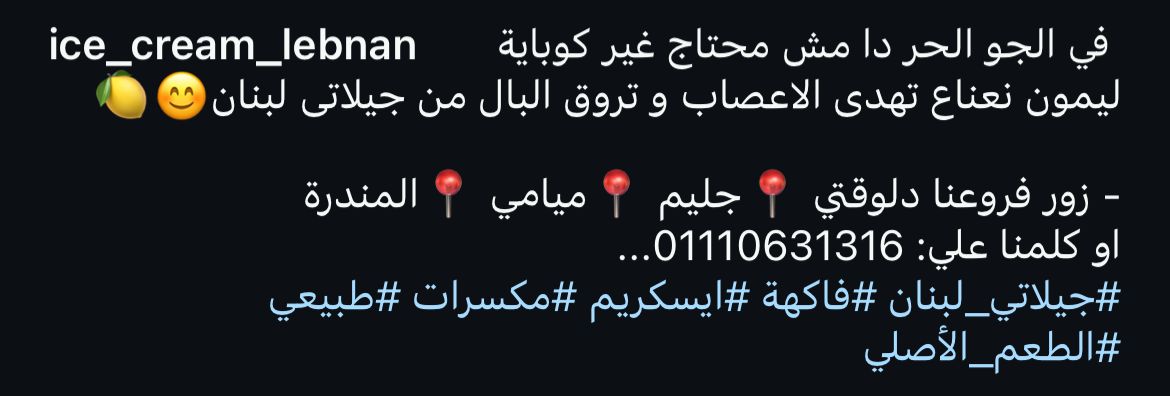 ice_cream_lebnan في الجو الحر دا مش محتاج غير كوباية
ليمون نعناع تهدى الاعصاب و تروق البال من جيلاتى لبنان😊🍋
- زور فروعنا دلوقتي 📍جليم 📍ميامي 📍المندرة
او كلمنا علي: 01110631316...
#جيلاتي_لبنان #فاكهة #ايسكريم #مكسرات #طبيعي
#الطعم_الأصلي